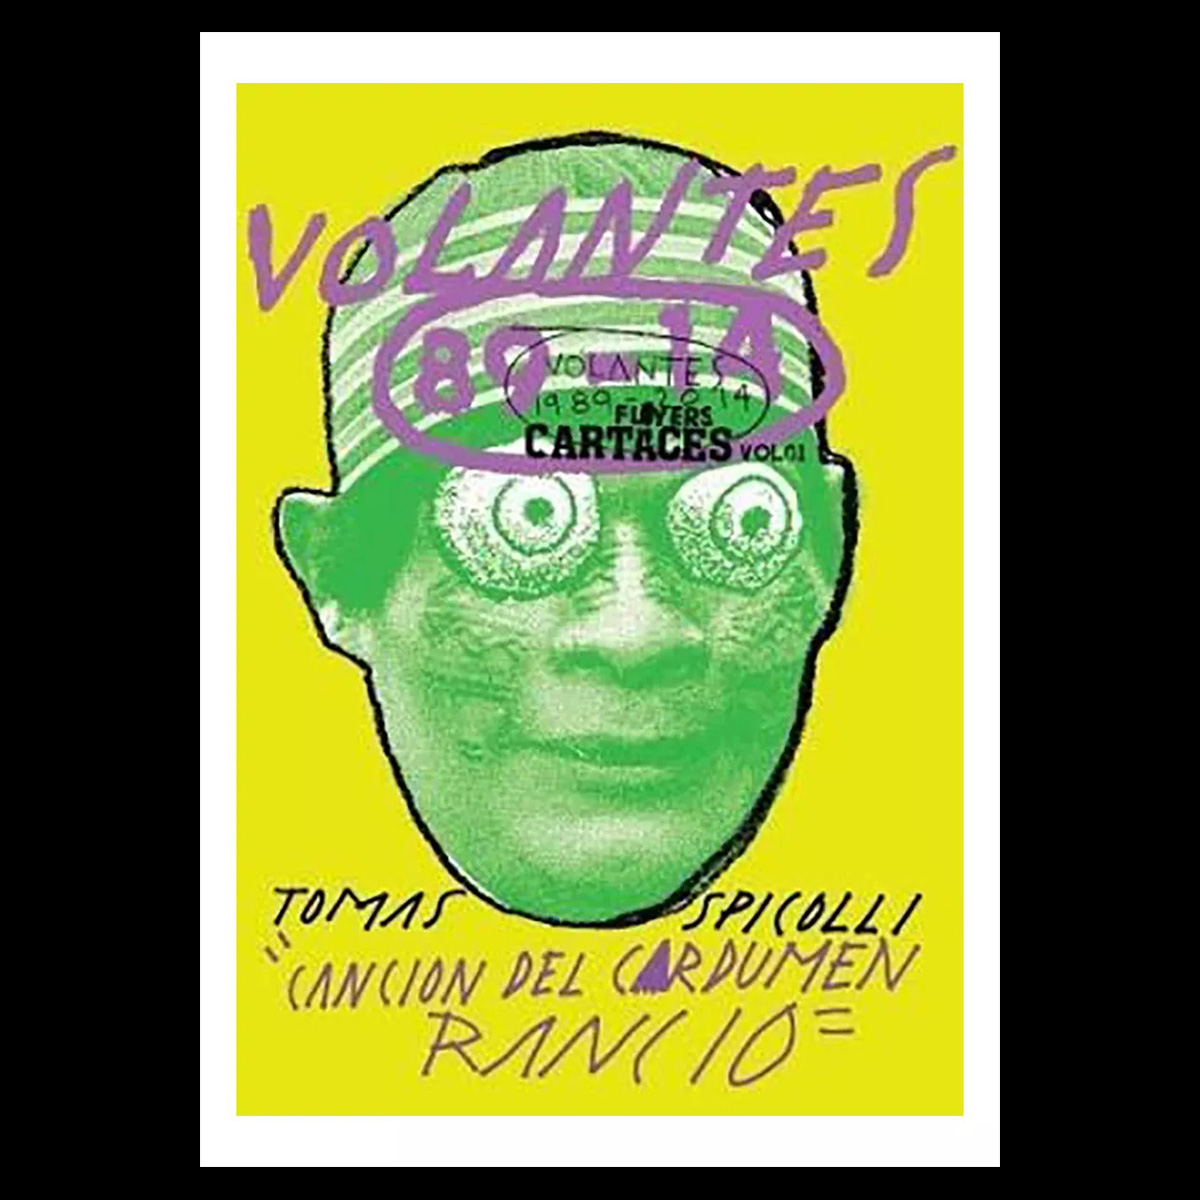 VOLANTES
89-14
VOLANTES
1989-2014
FLYERS
CARTACES VOL01
TOMAS SPICOLLI
"CANCION DEL CARDUMEN
RANCIO"